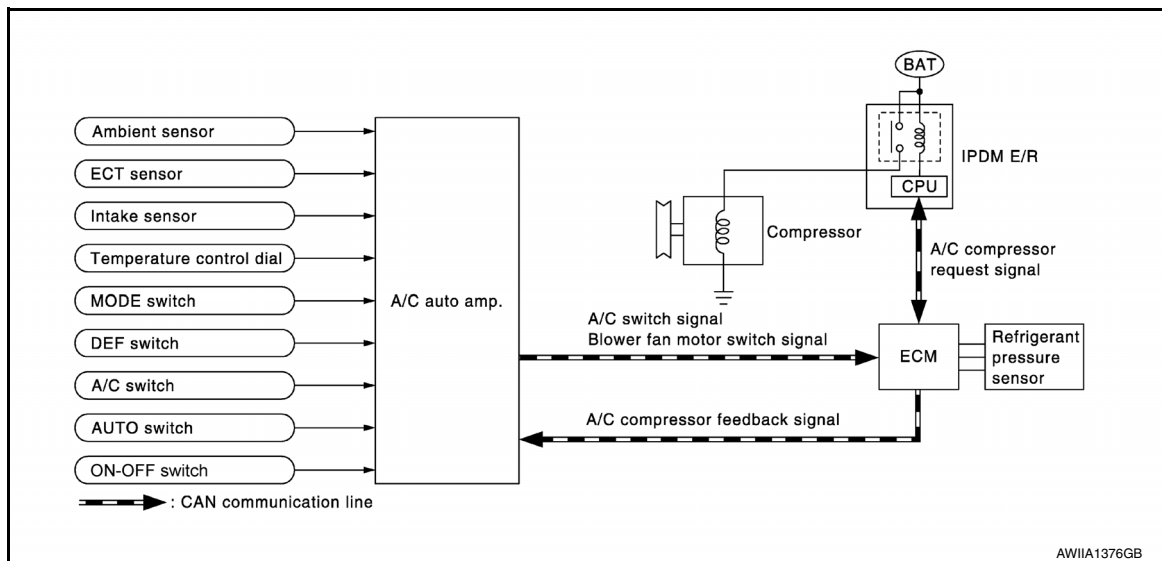 BAT
IPDM E/R
CPU
Ambient sensor
ECT sensor
Intake sensor
Temperature control dial
MODE switch
DEF switch
A/C switch
AUTO switch
ON-OFF switch
A/C auto amp.
Compressor
A/C compressor
request signal
A/C switch signal
Blower fan motor switch signal
ECM
Refrigerant
pressure
sensor
A/C compressor feedback signal
: CAN communication line
AWIIA1376GB